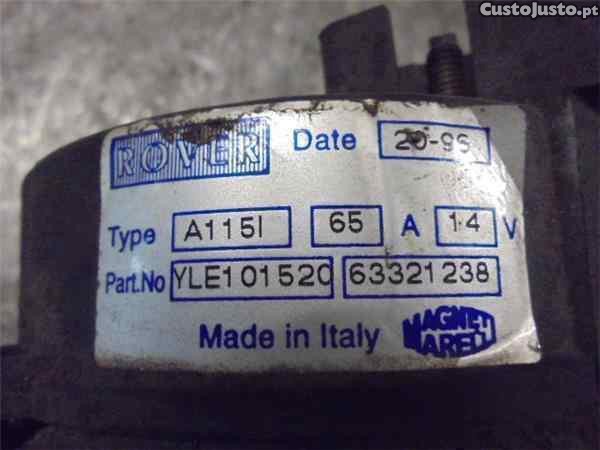 CustoJusto.pt
ROVER Date 20-96
Type A115I 65 A 14 V
Part.No YLE101520 63321238
Made in Italy MAGNETI MARELLI